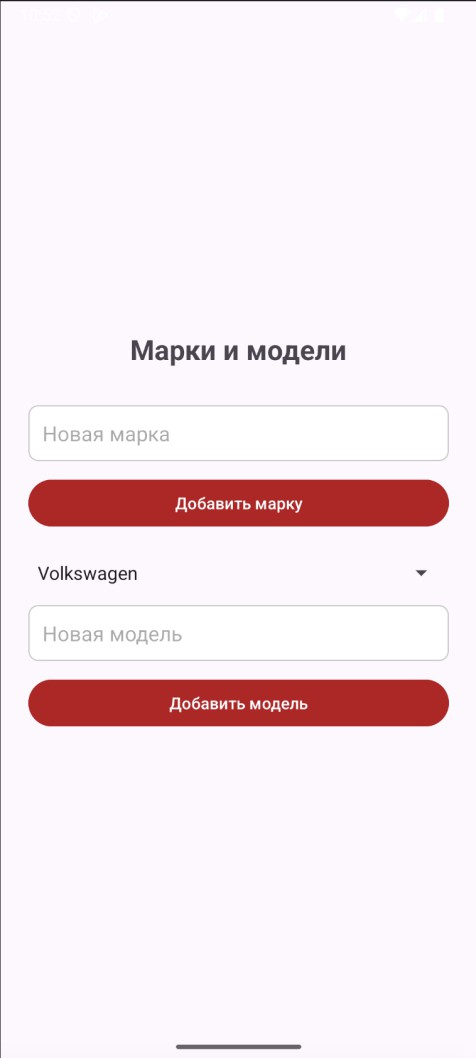 Марки и модели
Новая марка
Добавить марку
Volkswagen
Новая модель
Добавить модель